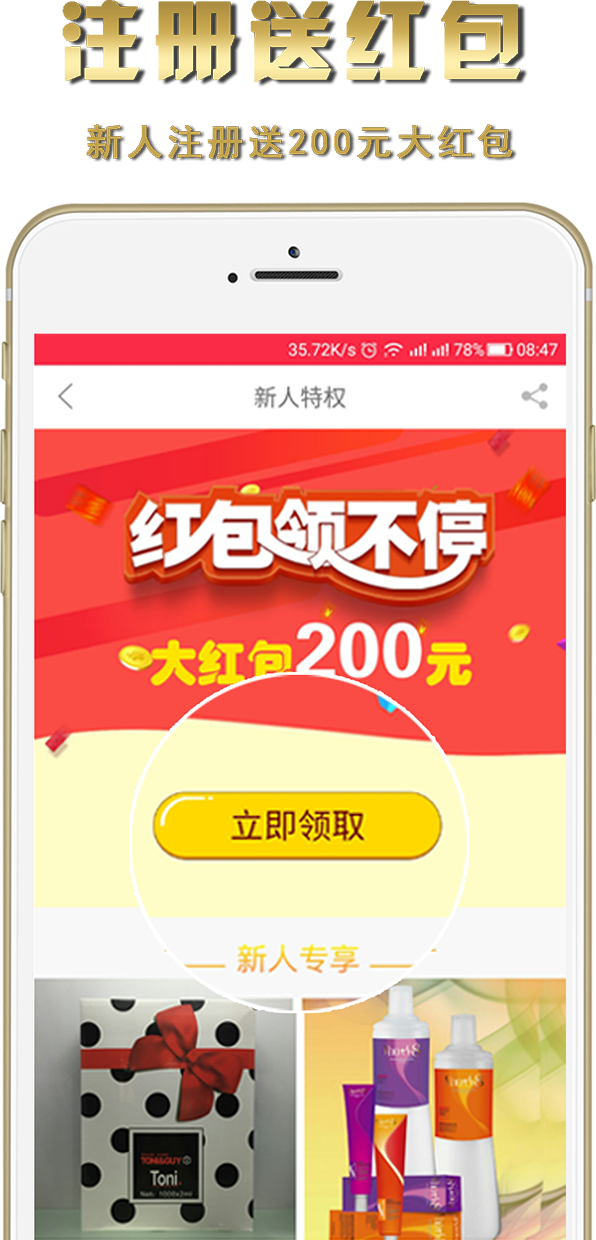 注册送红包
新人注册送200元大红包
35.72K/s 78% 08:47
新人特权
红包领不停
大红包200元
立即领取
新人专享
TONI&GUY
Toni